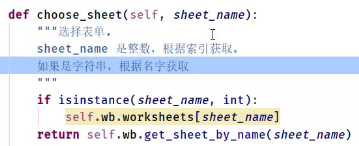 def choose_sheet(self, sheet_name):
    """选择表单.
    sheet_name 是整数，根据索引获取。
    如果是字符串，根据名字获取
    """
    if isinstance(sheet_name, int):
        self.wb.worksheets[sheet_name]
    return self.wb.get_sheet_by_name(sheet_name)